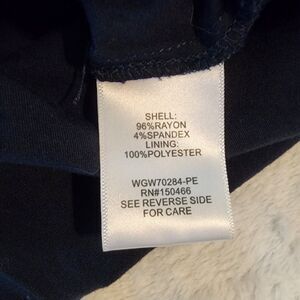 SHELL:
96%RAYON
4%SPANDEX
LINING:
100%POLYESTER
WGW70284-PE
RN#150466
SEE REVERSE SIDE
FOR CARE